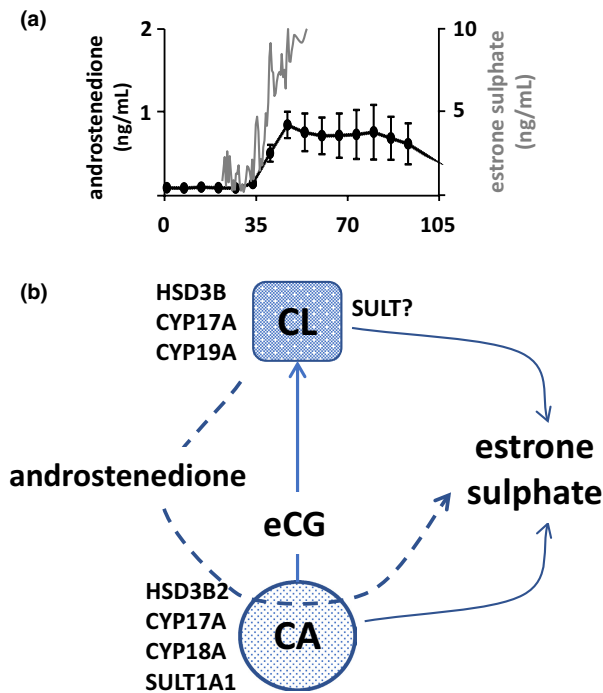 (a)
androstenedione
(ng/mL)
2
1
0
35
70
105
10
5
0
estrone sulphate
(ng/mL)
(b)
HSD3B
CYP17A
CYP19A
CL
SULT?
androstenedione
eCG
estrone
sulphate
HSD3B2
CYP17A
CYP18A
SULT1A1
CA